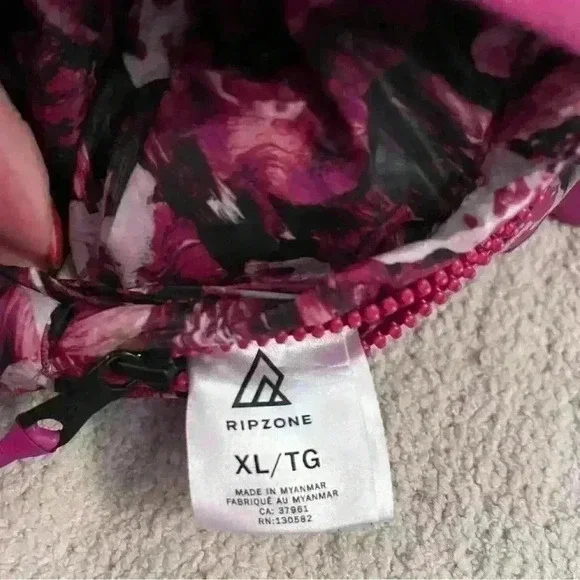 RIPZONE
XL/TG
MADE IN MYANMAR
FABRIQUÉ AU MYANMAR
CA: 37961
RN:130582